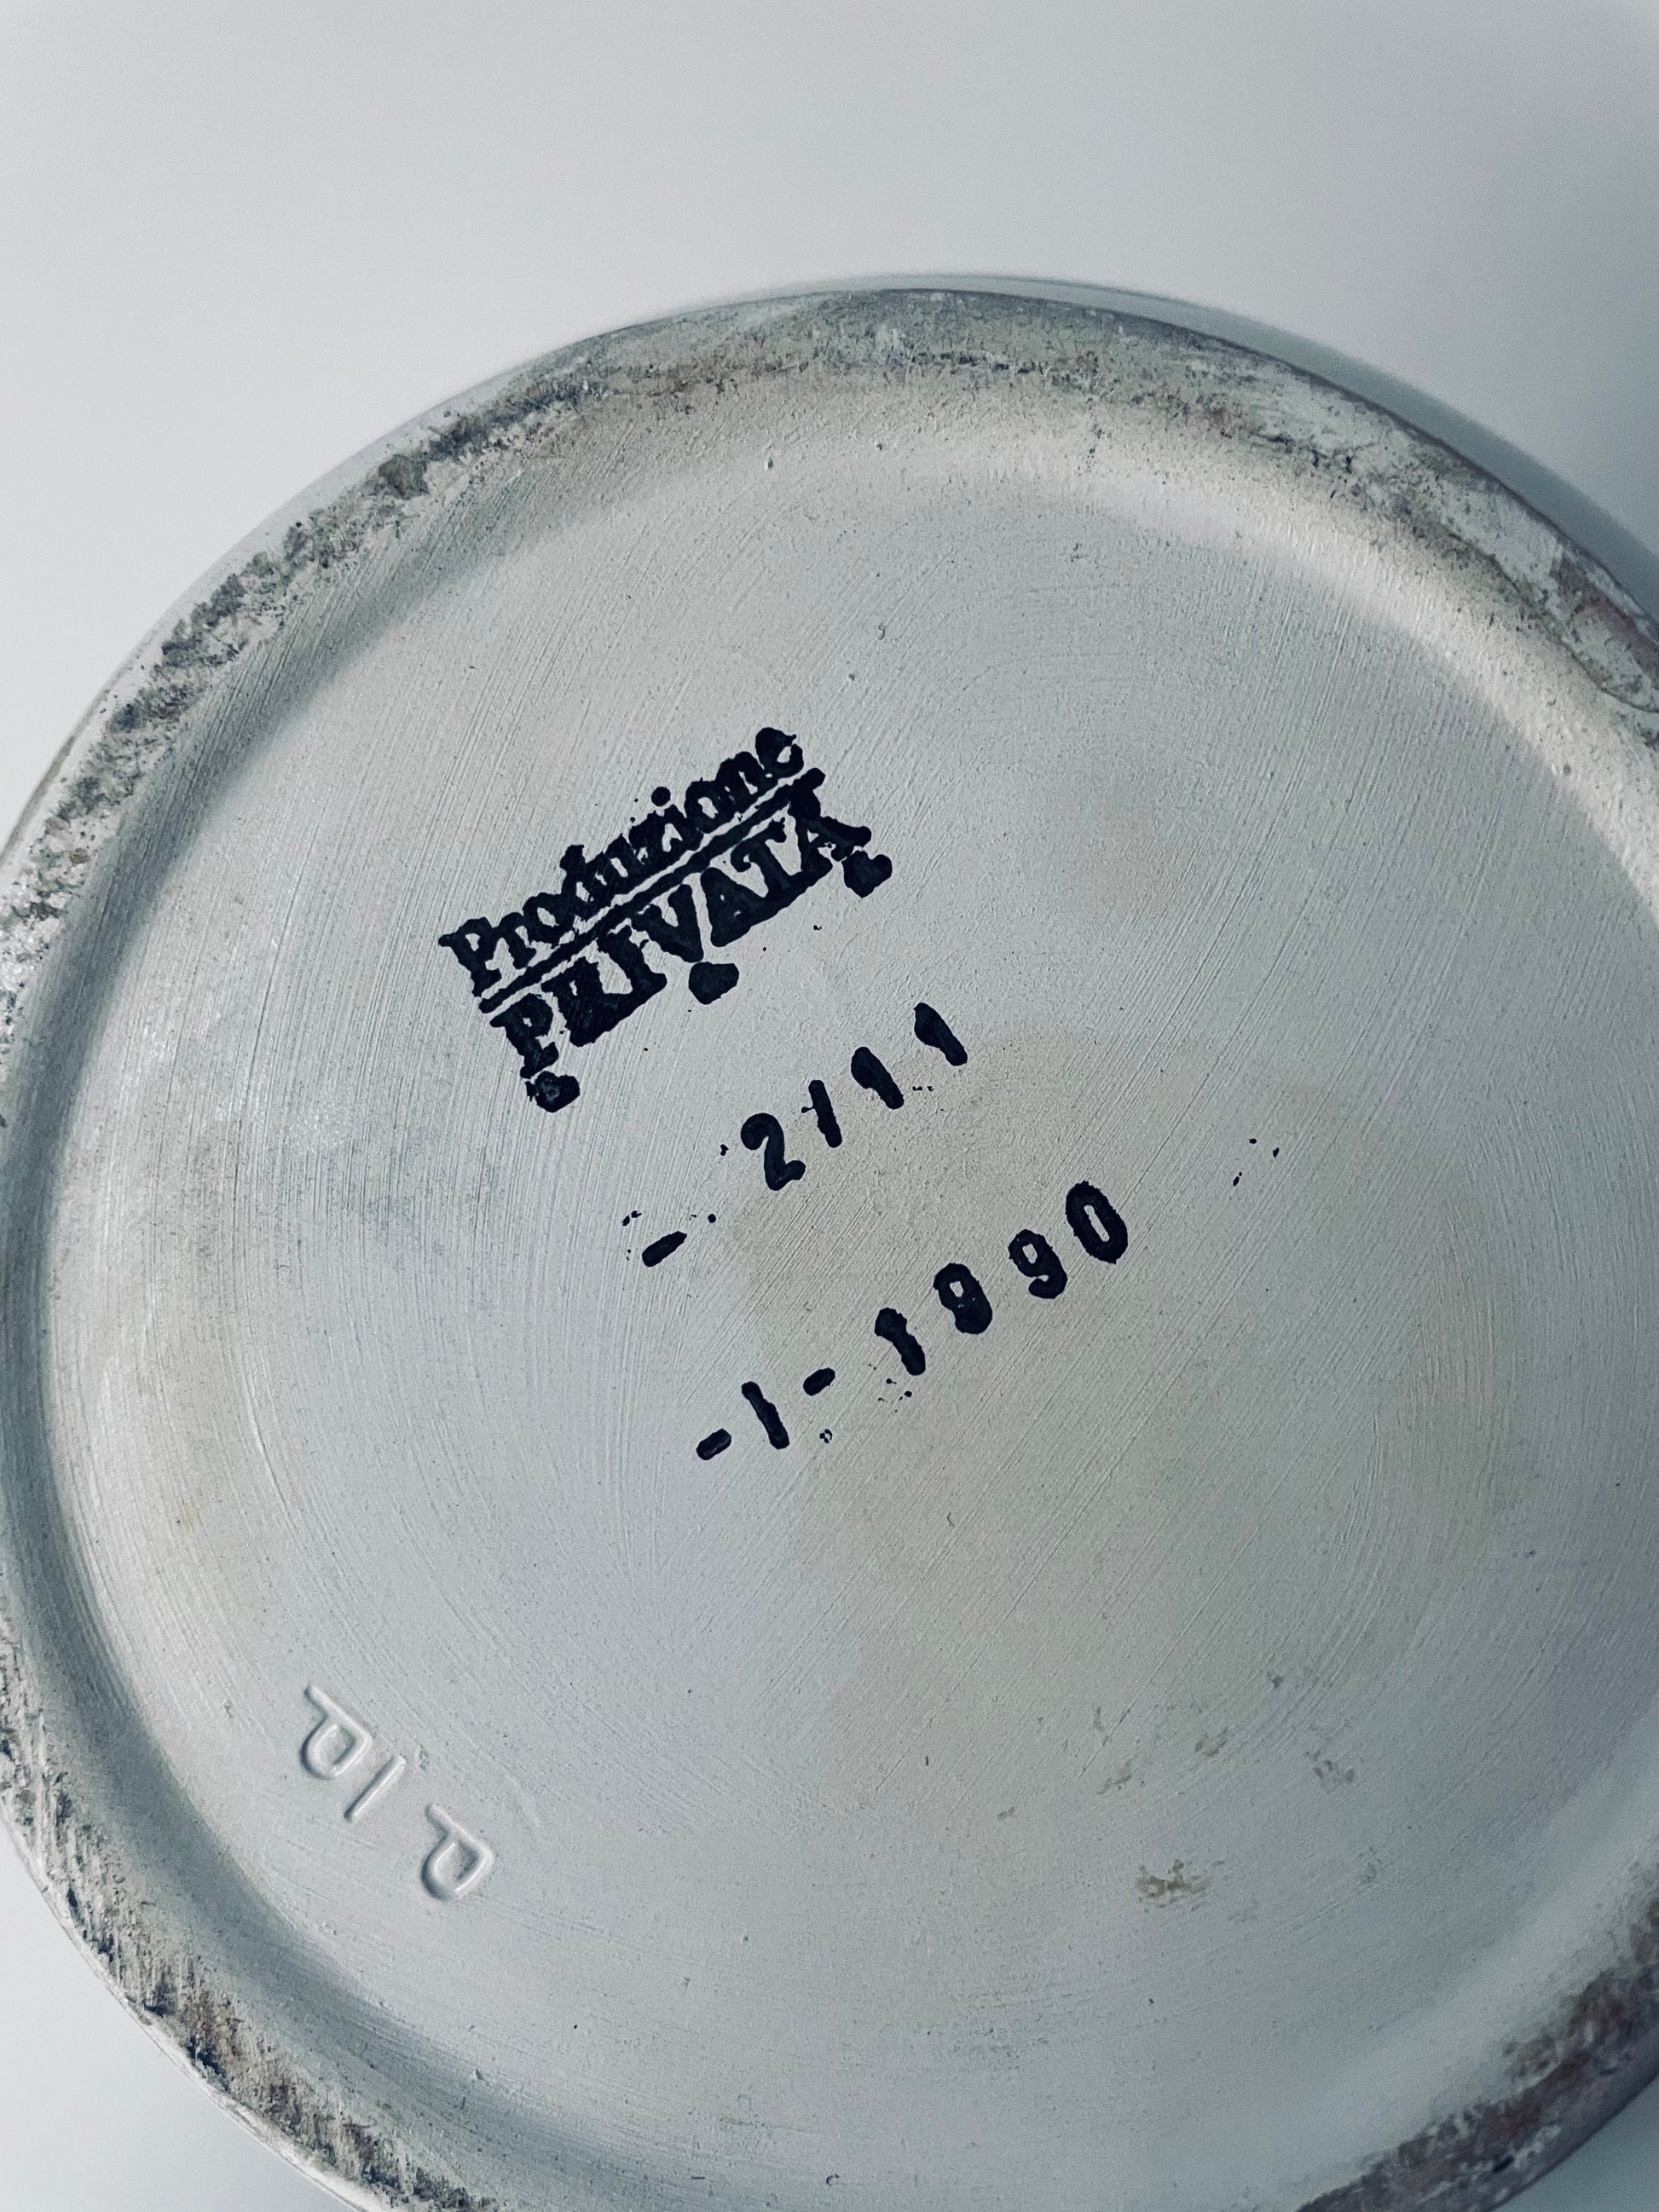 Produzione
PRIVATA
- 2/11
-1-1990
P/P